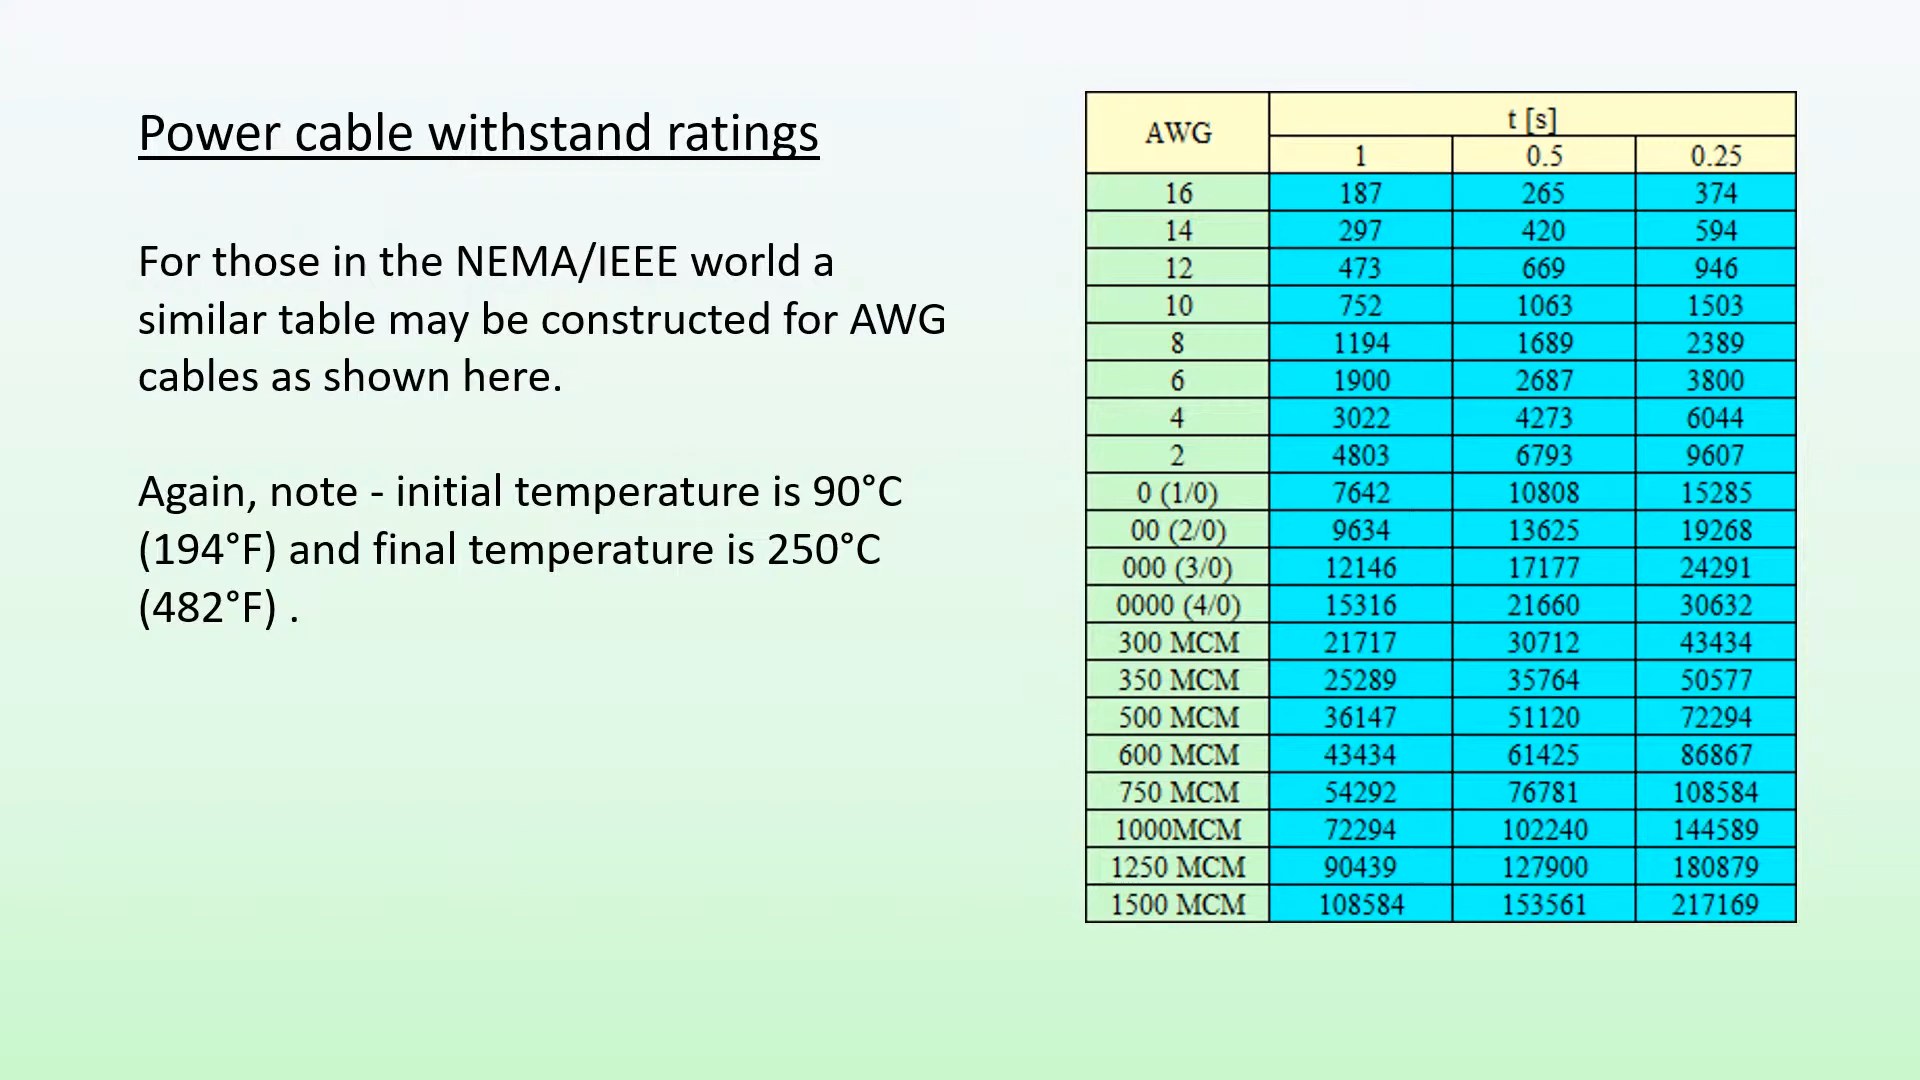 Power cable withstand ratings
For those in the NEMA/IEEE world a
similar table may be constructed for AWG
cables as shown here.
Again, note - initial temperature is 90°C
(194°F) and final temperature is 250°C
(482°F) .
AWG t [s]
1 0.5 0.25
16 187 265 374
14 297 420 594
12 473 669 946
10 752 1063 1503
8 1194 1689 2389
6 1900 2687 3800
4 3022 4273 6044
2 4803 6793 9607
0 (1/0) 7642 10808 15285
00 (2/0) 9634 13625 19268
000 (3/0) 12146 17177 24291
0000 (4/0) 15316 21660 30632
300 MCM 21717 30712 43434
350 MCM 25289 35764 50577
500 MCM 36147 51120 72294
600 MCM 43434 61425 86867
750 MCM 54292 76781 108584
1000MCM 72294 102240 144589
1250 MCM 90439 127900 180879
1500 MCM 108584 153561 217169